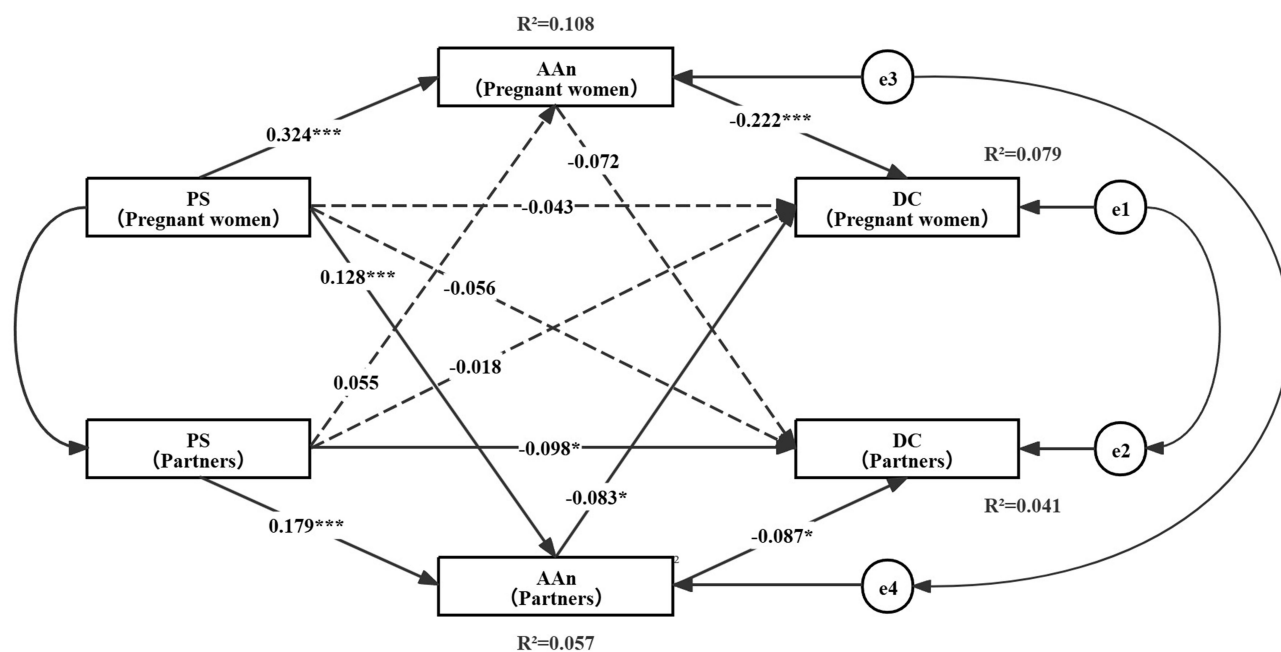 R²=0.108
AAn
（Pregnant women）
e3
0.324***
-0.222***
-0.072
R²=0.079
PS
（Pregnant women）
-0.043
DC
（Pregnant women）
e1
0.128***
-0.056
-0.018
0.055
PS
（Partners）
-0.098*
DC
（Partners）
e2
-0.083*
R²=0.041
0.179***
-0.087*
2
AAn
（Partners）
e4
R²=0.057